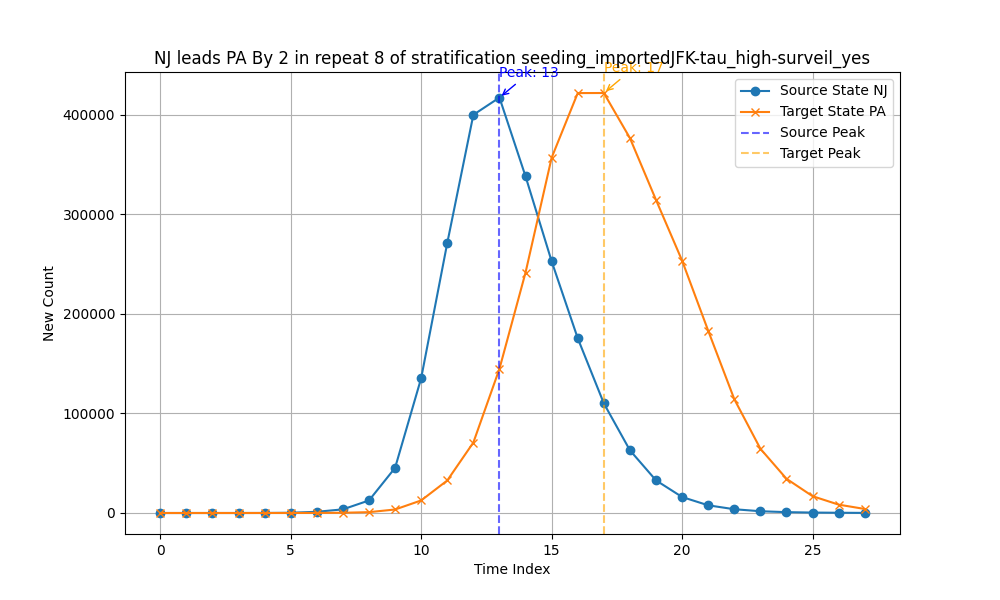 NJ leads PA By 2 in repeat 8 of stratification seeding_importedJFK-tau_high-surveil_yes
Peak: 13
Peak: 17
Source State NJ
Target State PA
Source Peak
Target Peak
400000
300000
200000
100000
0
New Count
0 5 10 15 20 25
Time Index